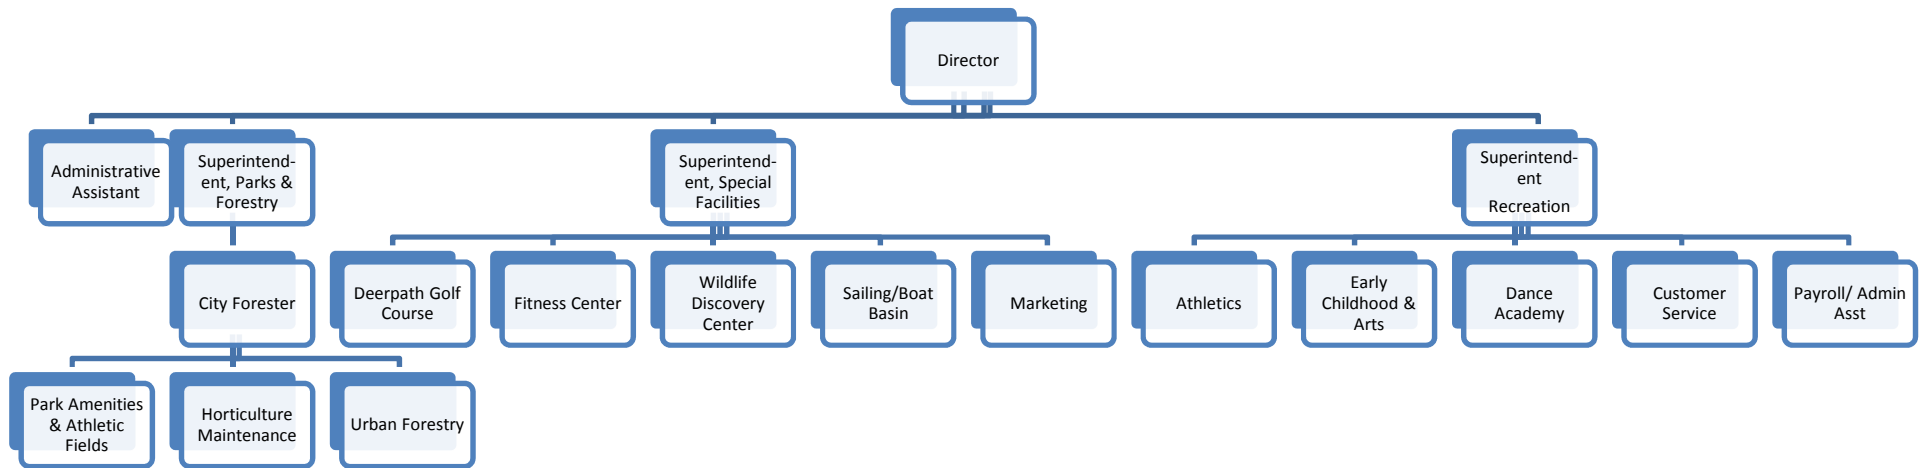 Director
Administrative
Assistant
Superintend-
ent, Parks &
Forestry
Superintend-
ent, Special
Facilities
Superintend-
ent
Recreation
City Forester
Deerpath Golf
Course
Fitness Center
Wildlife
Discovery
Center
Sailing/Boat
Basin
Marketing
Athletics
Early
Childhood &
Arts
Dance
Academy
Customer
Service
Payroll/ Admin
Asst
Park Amenities
& Athletic
Fields
Horticulture
Maintenance
Urban Forestry